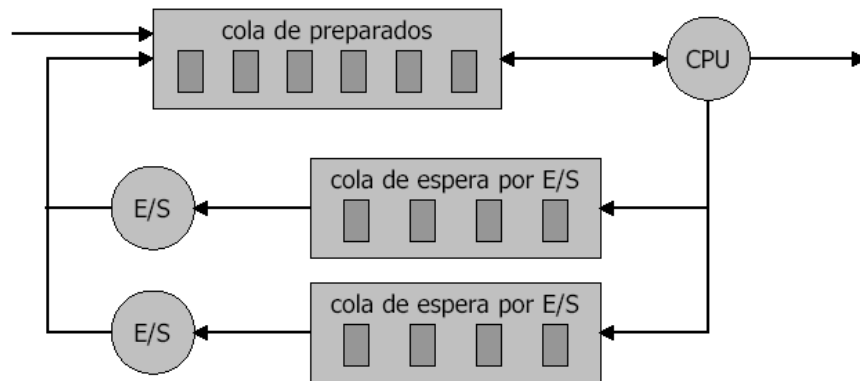 cola de preparados
CPU
cola de espera por E/S
E/S
cola de espera por E/S
E/S